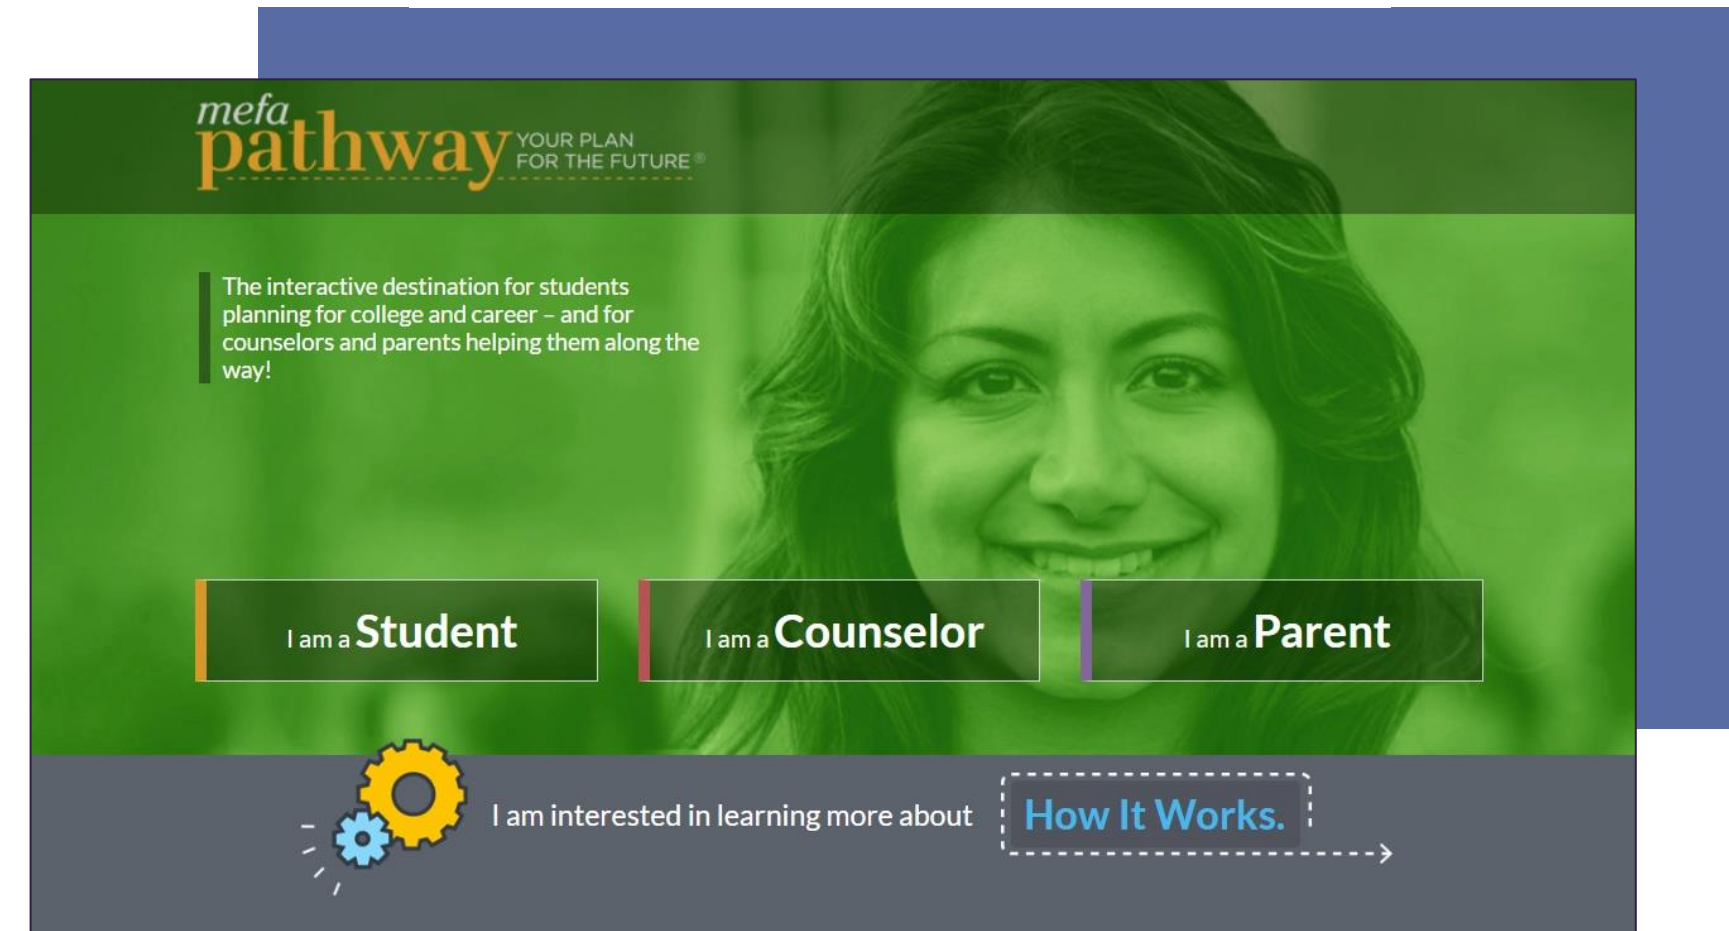 mefa
pathway
YOUR PLAN
FOR THE FUTURE®
The interactive destination for students
planning for college and career – and for
counselors and parents helping them along the
way!
I am a Student
I am a Counselor
I am a Parent
I am interested in learning more about How It Works.